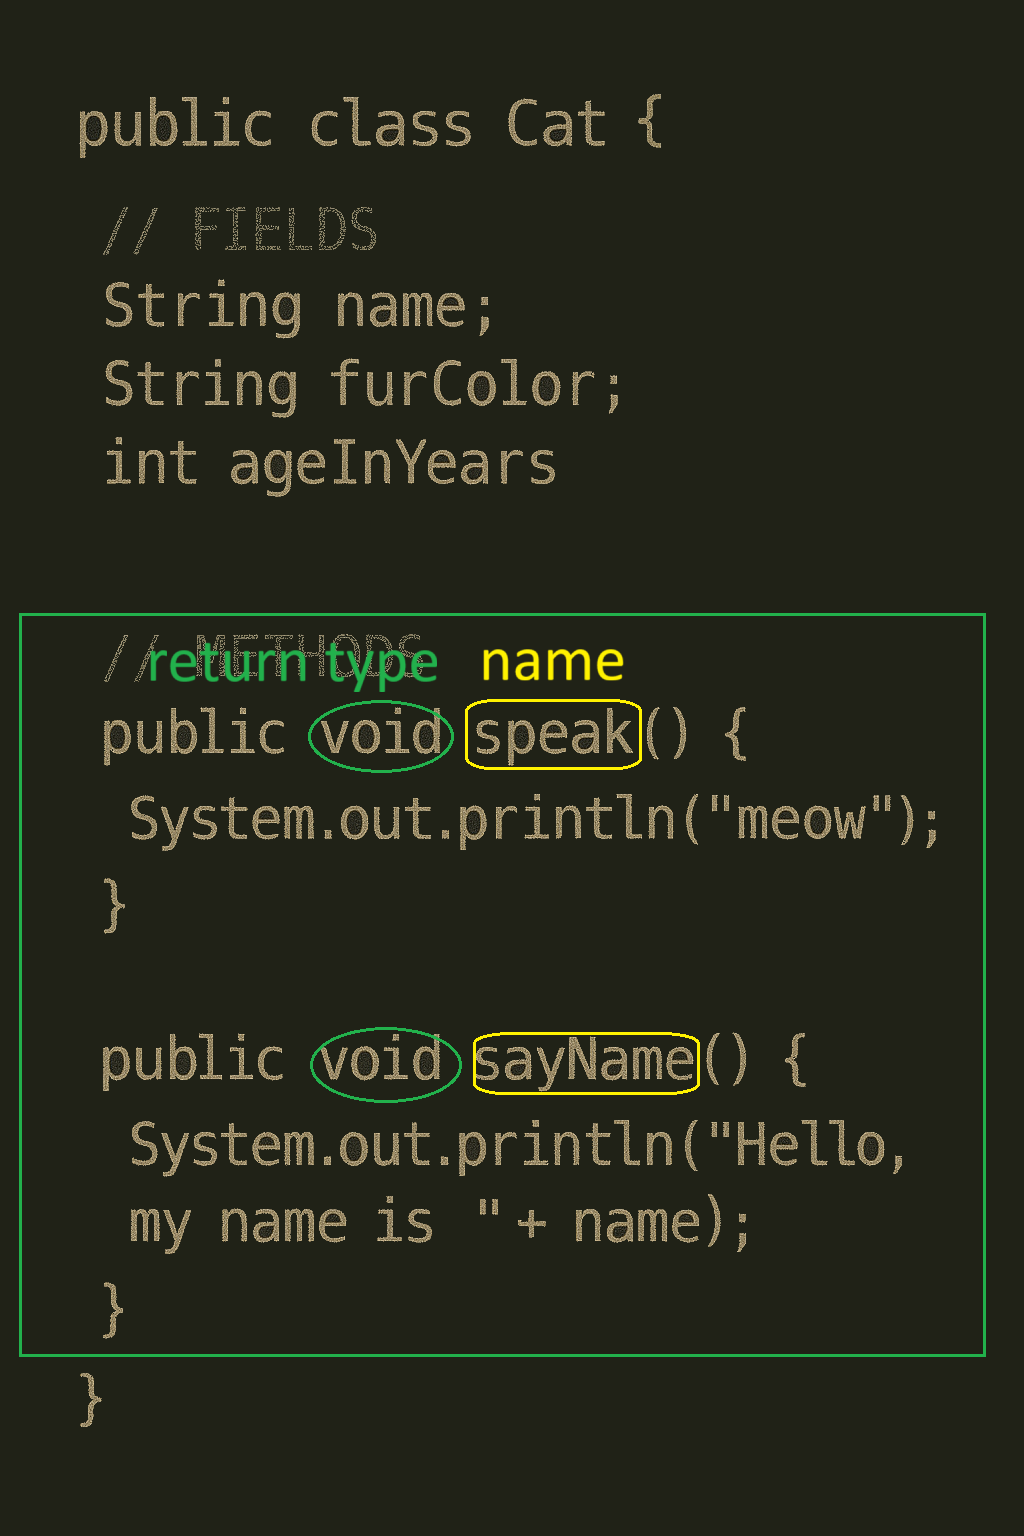 public class Cat {
// FIELDS
String name;
String furColor;
int ageInYears
// METHODS
return type name
public void speak() {
System.out.println("meow");
}
public void sayName() {
System.out.println("Hello,
my name is "+ name);
}
}